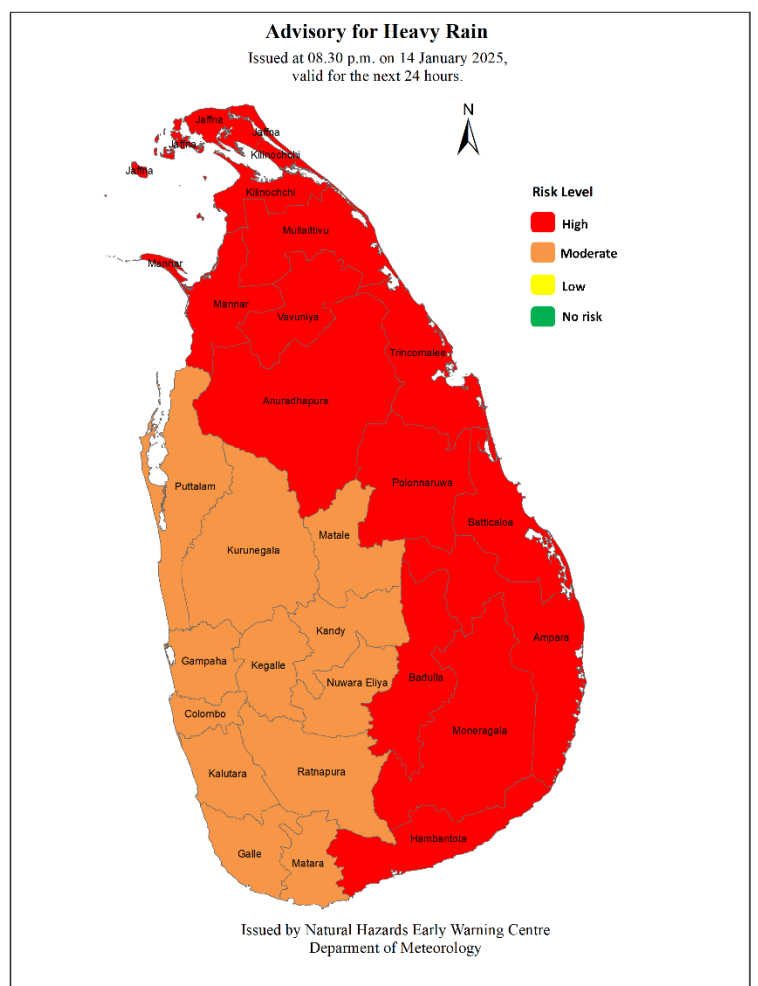 Advisory for Heavy Rain
Issued at 08.30 p.m. on 14 January 2025,
valid for the next 24 hours.
N
Jaffna
Jaffna
Jaffna
Kilinochchi
Jaffna
Kilinochchi
Risk Level
High
Mullaittivu
Moderate
Mannar
Low
Mannar
Vavuniya
No risk
Trincomalee
Anuradhapura
Polonnaruwa
Puttalam
Batticaloa
Matale
Kurunegala
Kandy
Ampara
Gampaha
Kegalle
Badulla
Nuwara Eliya
Colombo
Moneragala
Kalutara
Ratnapura
Hambantota
Galle
Matara
Issued by Natural Hazards Early Warning Centre
Deparment of Meteorology